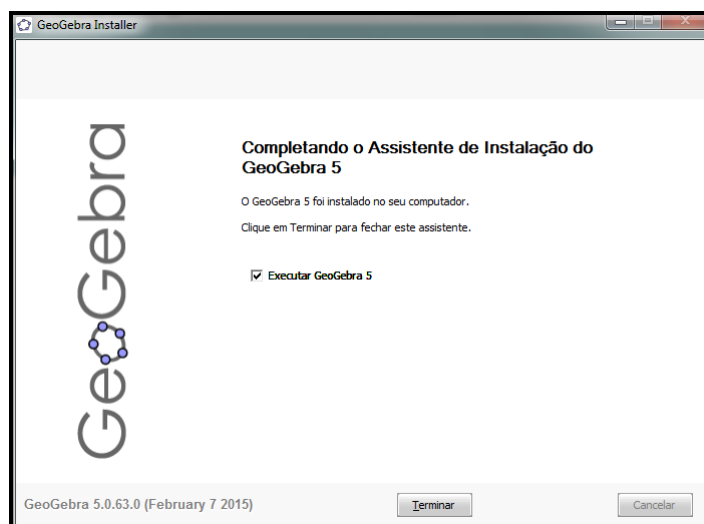 GeoGebra Installer
GeoGebra
Completando o Assistente de Instalação do
GeoGebra 5
O GeoGebra 5 foi instalado no seu computador.
Clique em Terminar para fechar este assistente.
Executar GeoGebra 5
GeoGebra 5.0.63.0 (February 7 2015)
Terminar
Cancelar